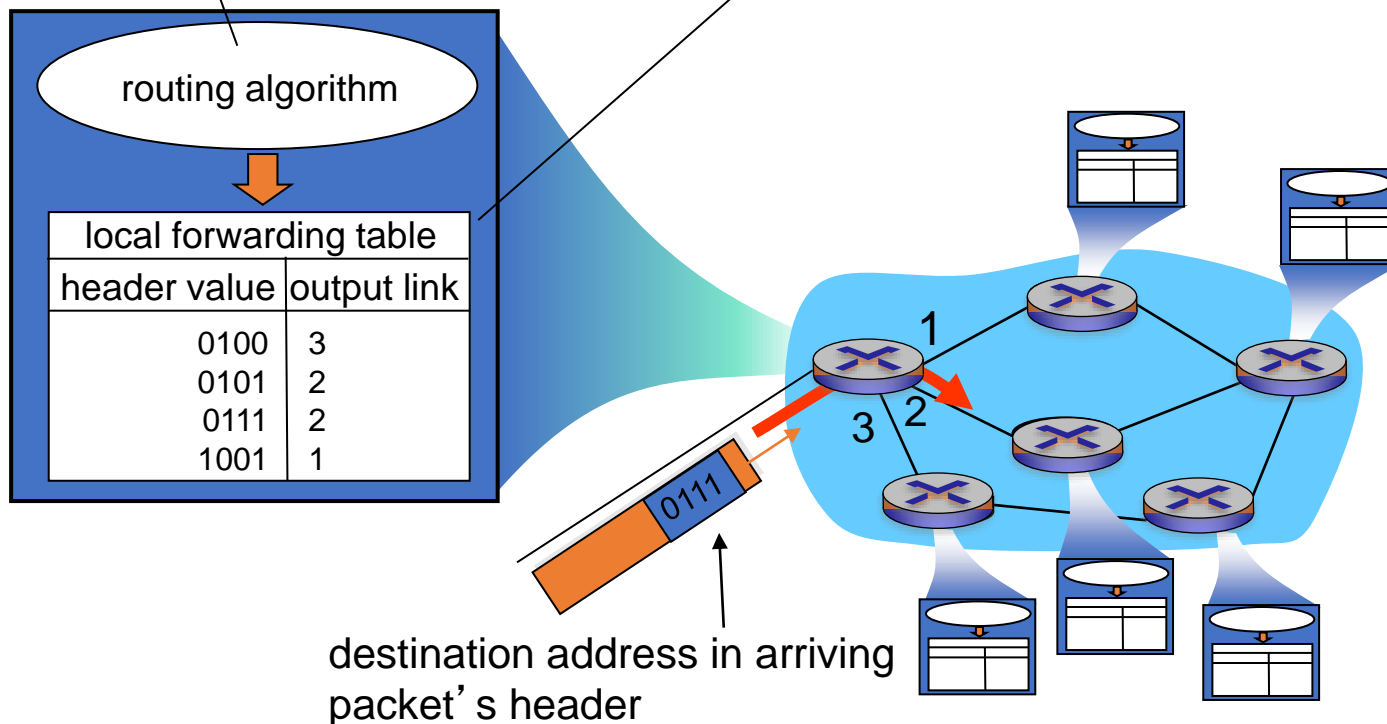 routing algorithm
local forwarding table
header value output link
0100 3
0101 2
0111 2
1001 1
1
2
3
0111
destination address in arriving
packet’ s header